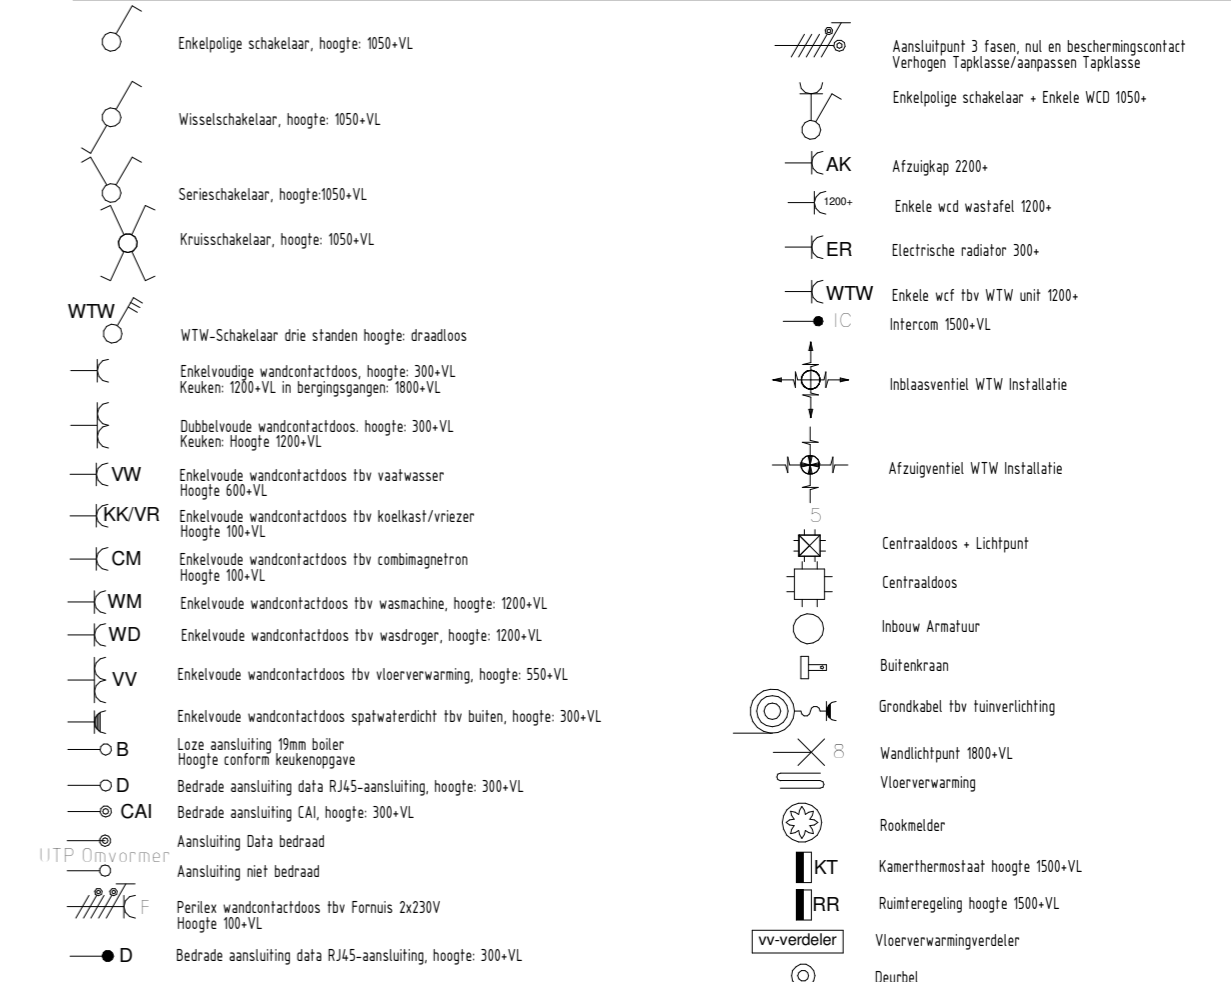 Enkelpolige schakelaar, hoogte: 1050+VL
Wisselschakelaar, hoogte: 1050+VL
Serieschakelaar, hoogte:1050+VL
Kruisschakelaar, hoogte: 1050+VL
WTW
WTW-Schakelaar drie standen hoogte: draadloos
Enkelvoudige wandcontactdoos, hoogte: 300+VL
Keuken: 1200+VL in bergingsgangen: 1800+VL
Dubbelvoude wandcontactdoos. hoogte: 300+VL
Keuken: Hoogte 1200+VL
VW
Enkelvoude wandcontactdoos tbv vaatwasser
Hoogte 600+VL
KK/VR
Enkelvoude wandcontactdoos tbv koelkast/vriezer
Hoogte 100+VL
CM
Enkelvoude wandcontactdoos tbv combimagnetron
Hoogte 100+VL
WM
Enkelvoude wandcontactdoos tbv wasmachine, hoogte: 1200+VL
WD
Enkelvoude wandcontactdoos tbv wasdroger, hoogte: 1200+VL
VV
Enkelvoude wandcontactdoos tbv vloerverwarming, hoogte: 550+VL
Enkelvoude wandcontactdoos spatwaterdicht tbv buiten, hoogte: 300+VL
B
Loze aansluiting 19mm boiler
Hoogte conform keukenopgave
D
Bedrade aansluiting data RJ45-aansluiting, hoogte: 300+VL
CAI
Bedrade aansluiting CAI, hoogte: 300+VL
Aansluiting Data bedraad
UTP Omvormer
Aansluiting niet bedraad
F
Perilex wandcontactdoos tbv Fornuis 2x230V
Hoogte 100+VL
D
Bedrade aansluiting data RJ45-aansluiting, hoogte: 300+VL
Aansluitpunt 3 fasen, nul en beschermingscontact
Verhogen Tapklasse/aanpassen Tapklasse
Enkelpolige schakelaar + Enkele WCD 1050+
AK
Afzuigkap 2200+
1200+
Enkele wcd wastafel 1200+
ER
Electrische radiator 300+
WTW
Enkele wcf tbv WTW unit 1200+
IC
Intercom 1500+VL
Inblaasventiel WTW Installatie
Afzuigventiel WTW Installatie
5
Centraaldoos + Lichtpunt
Centraaldoos
Inbouw Armatuur
Buitenkraan
Grondkabel tbv tuinverlichting
8
Wandlichtpunt 1800+VL
Vloerverwarming
Rookmelder
KT
Kamerthermostaat hoogte 1500+VL
RR
Ruimteregeling hoogte 1500+VL
vv-verdeler
Vloerverwarmingverdeler
Deurbel